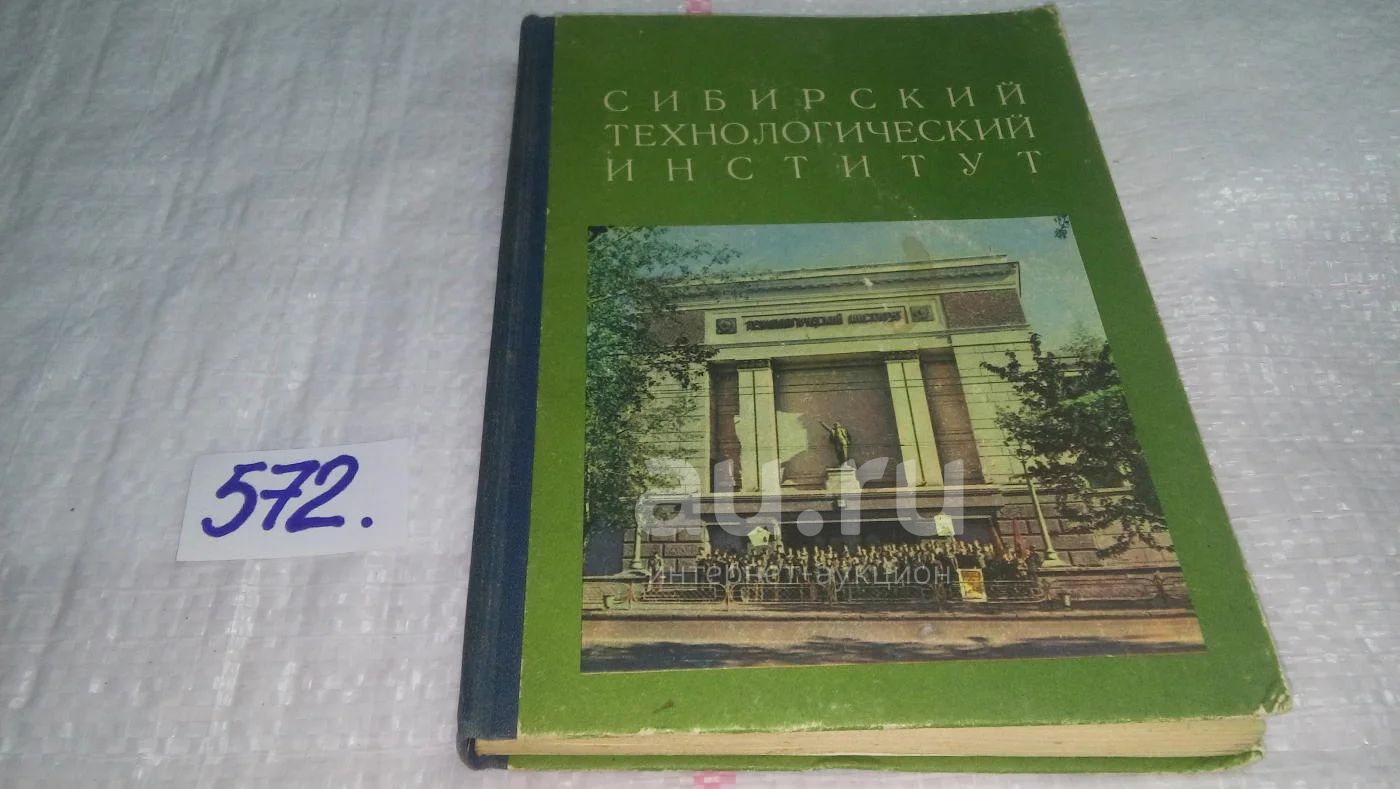 СИБИРСКИЙ
ТЕХНОЛОГИЧЕСКИЙ
ИНСТИТУТ
ТЕХНОЛОГИЧЕСКИЙ ИНСТИТУТ
572.
au.ru
интернет-аукцион